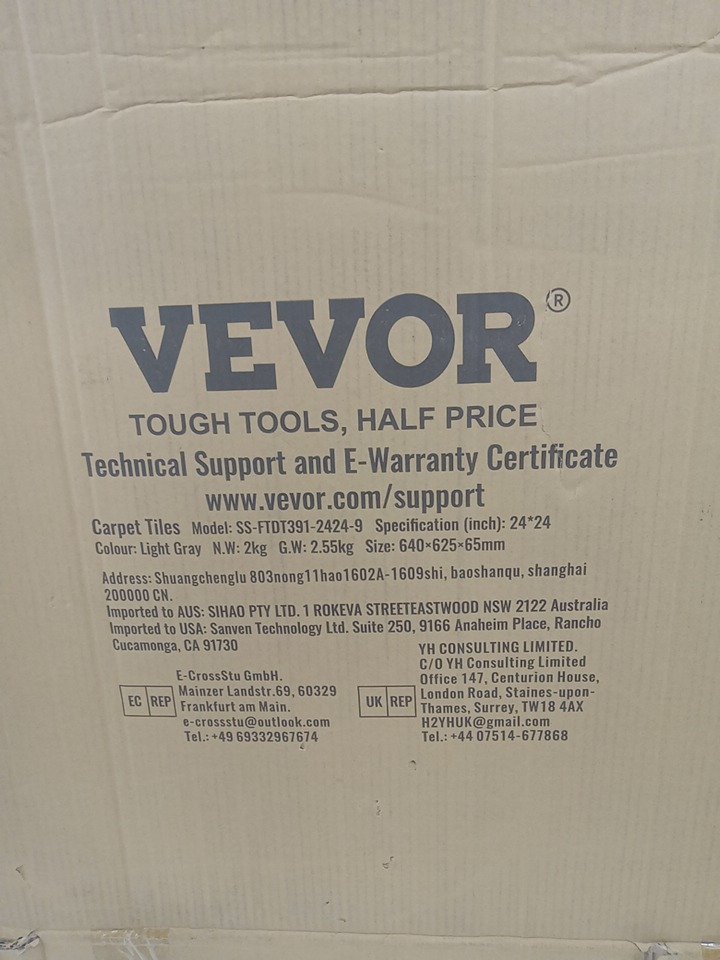 VEVOR®
TOUGH TOOLS, HALF PRICE
Technical Support and E-Warranty Certificate
www.vevor.com/support
Carpet Tiles Model: SS-FTDT391-2424-9 Specification (inch): 24*24
Colour: Light Gray N.W: 2kg G.W: 2.55kg Size: 640×625×65mm
Address: Shuangchenglu 803nong11hao1602A-1609shi, baoshanqu, shanghai
200000 CN.
Imported to AUS: SIHAO PTY LTD. 1 ROKEVA STREETEASTWOOD NSW 2122 Australia
Imported to USA: Sanven Technology Ltd. Suite 250, 9166 Anaheim Place, Rancho
Cucamonga, CA 91730
EC REP
E-CrossStu GmbH.
Mainzer Landstr.69, 60329
Frankfurt am Main.
e-crossstu@outlook.com
Tel.: +49 69332967674
UK REP
YH CONSULTING LIMITED.
C/O YH Consulting Limited
Office 147, Centurion House,
London Road, Staines-upon-
Thames, Surrey, TW18 4AX
H2YHUK@gmail.com
Tel.: +44 07514-677868